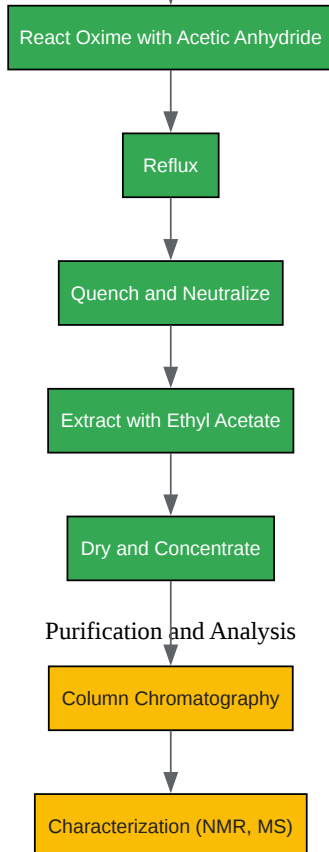 React Oxime with Acetic Anhydride
Reflux
Quench and Neutralize
Extract with Ethyl Acetate
Dry and Concentrate
Purification and Analysis
Column Chromatography
Characterization (NMR, MS)